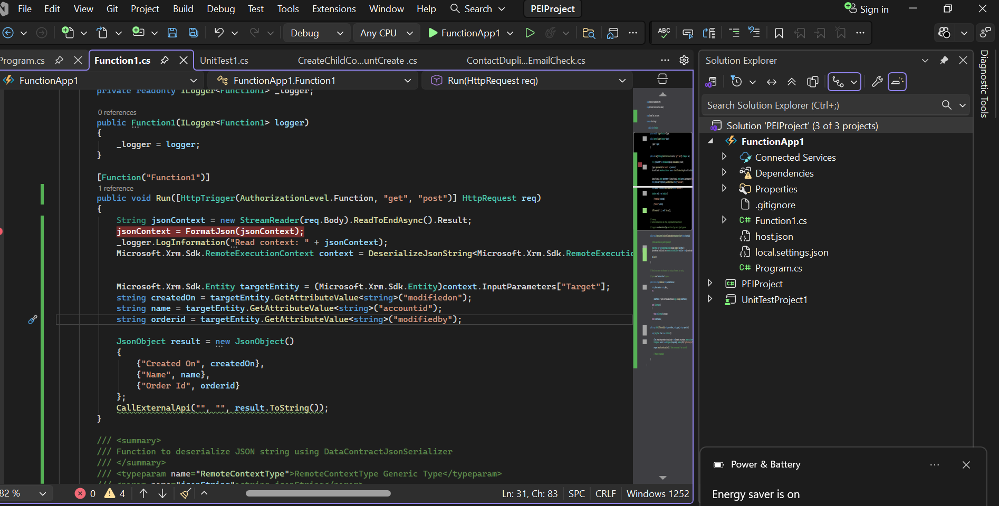 File Edit View Git Project Build Debug Test Tools Extensions Window Help Search PEIProject Sign in
Debug Any CPU FunctionApp1 ABC
Program.cs Function1.cs UnitTest1.cs CreateChildCo...untCreate .cs ContactDupli...EmailCheck.cs
FunctionApp1 FunctionApp1.Function1 Run(HttpRequest req)
private readonly ILogger<Function1> _logger;
0 references
public Function1(ILogger<Function1> logger)
{
_logger = logger;
}
[Function("Function1")]
1 reference
public void Run([HttpTrigger(AuthorizationLevel.Function, "get", "post")] HttpRequest req)
{
String jsonContext = new StreamReader(req.Body).ReadToEndAsync().Result;
jsonContext = FormatJson(jsonContext);
_logger.LogInformation("Read context: " + jsonContext);
Microsoft.Xrm.Sdk.RemoteExecutionContext context = DeserializeJsonString<Microsoft.Xrm.Sdk.RemoteExecutio
Microsoft.Xrm.Sdk.Entity targetEntity = (Microsoft.Xrm.Sdk.Entity)context.InputParameters["Target"];
string createdOn = targetEntity.GetAttributeValue<string>("modifiedon");
string name = targetEntity.GetAttributeValue<string>("accountid");
string orderid = targetEntity.GetAttributeValue<string>("modifiedby");
JsonObject result = new JsonObject()
{
{"Created On", createdOn},
{"Name", name},
{"Order Id", orderid}
};
CallExternalApi("", "", result.ToString());
}
/// <summary>
/// Function to deserialize JSON string using DataContractJsonSerializer
/// </summary>
/// <typeparam name="RemoteContextType">RemoteContextType Generic Type</typeparam>
/// <param name="jsonString">string jsonString</param>
82 % 0 4 Ln: 31, Ch: 83 SPC CRLF Windows 1252
Solution Explorer
Search Solution Explorer (Ctrl+;)
Solution 'PEIProject' (3 of 3 projects)
FunctionApp1
Connected Services
Dependencies
Properties
.gitignore
C# Function1.cs
host.json
local.settings.json
C# Program.cs
C# PEIProject
UnitTestProject1
Diagnostic Tools
Power & Battery
Energy saver is on